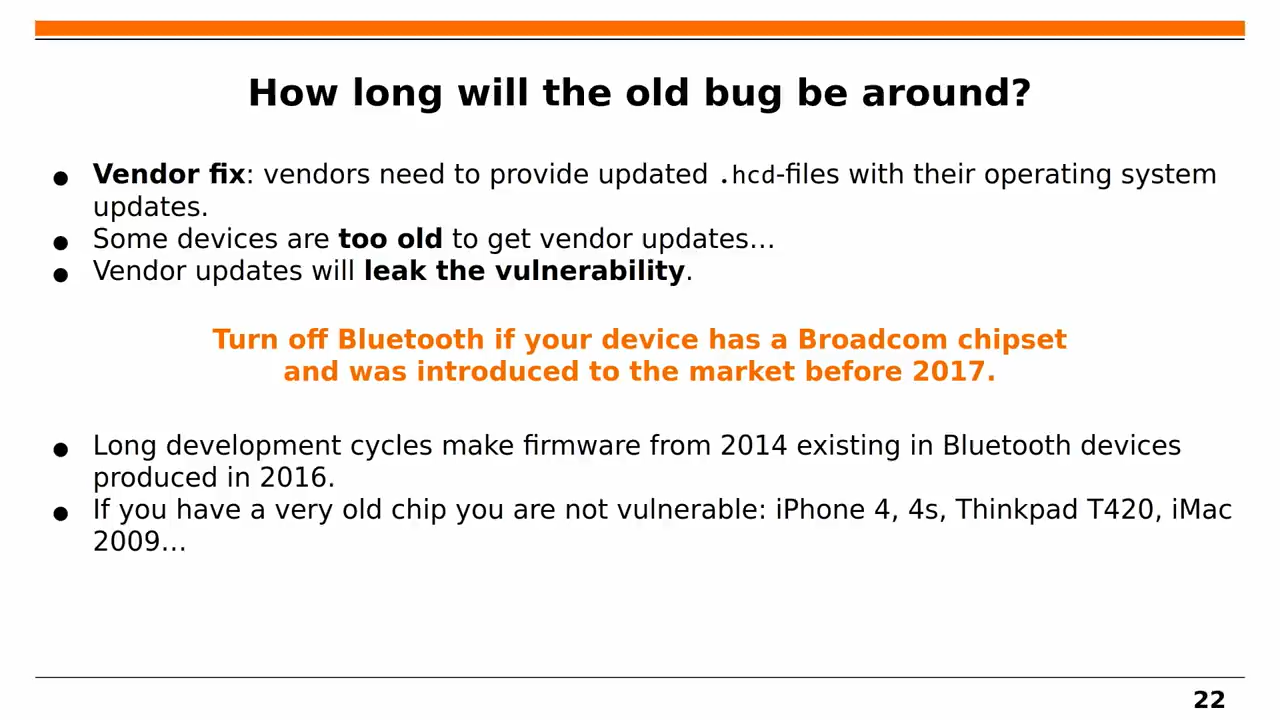 How long will the old bug be around?
● Vendor fix: vendors need to provide updated .hcd-files with their operating system
updates.
● Some devices are too old to get vendor updates…
● Vendor updates will leak the vulnerability.
Turn off Bluetooth if your device has a Broadcom chipset
and was introduced to the market before 2017.
● Long development cycles make firmware from 2014 existing in Bluetooth devices
produced in 2016.
● If you have a very old chip you are not vulnerable: iPhone 4, 4s, Thinkpad T420, iMac
2009…
22